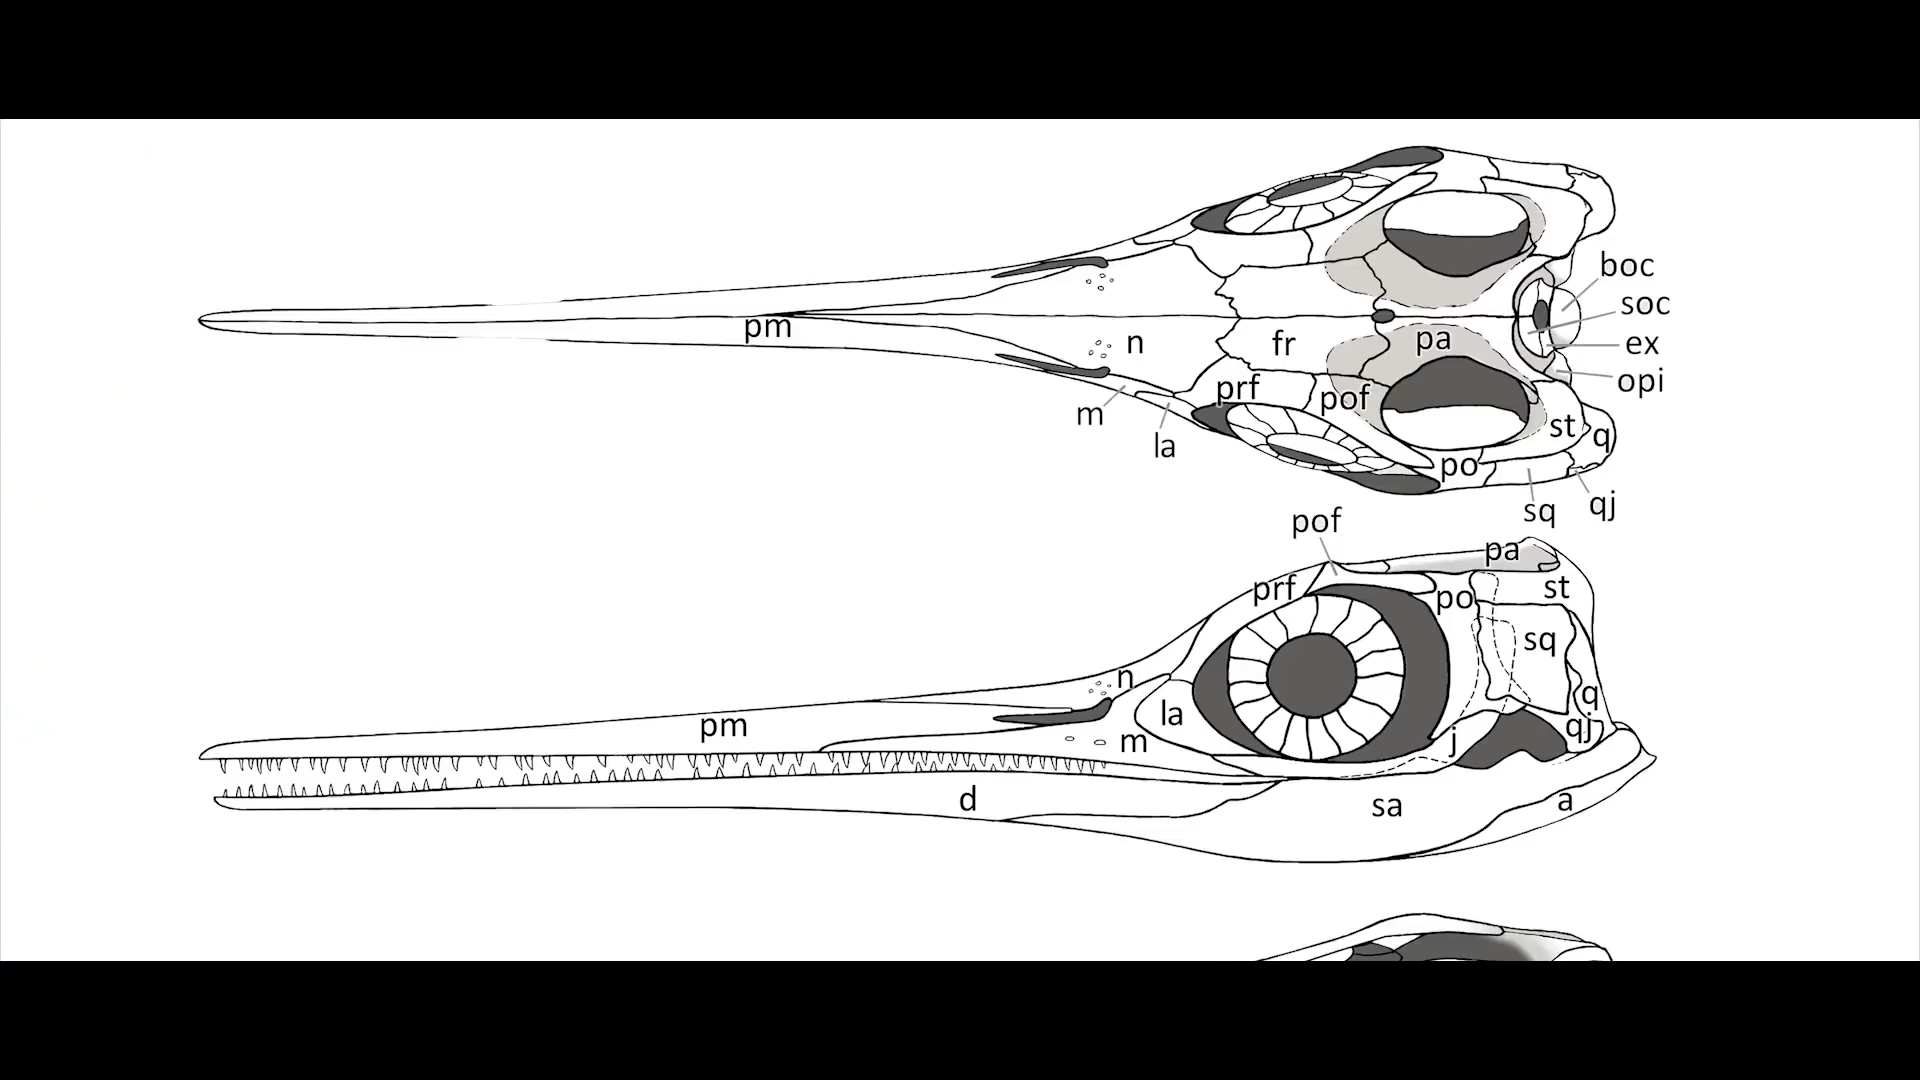 boc
soc
pm
n
fr
pa
ex
opi
prf
pof
m
la
st
q
po
sq
qj
pof
pa
prf
po
st
sq
n
la
q
pm
m
j
qj
d
sa
a